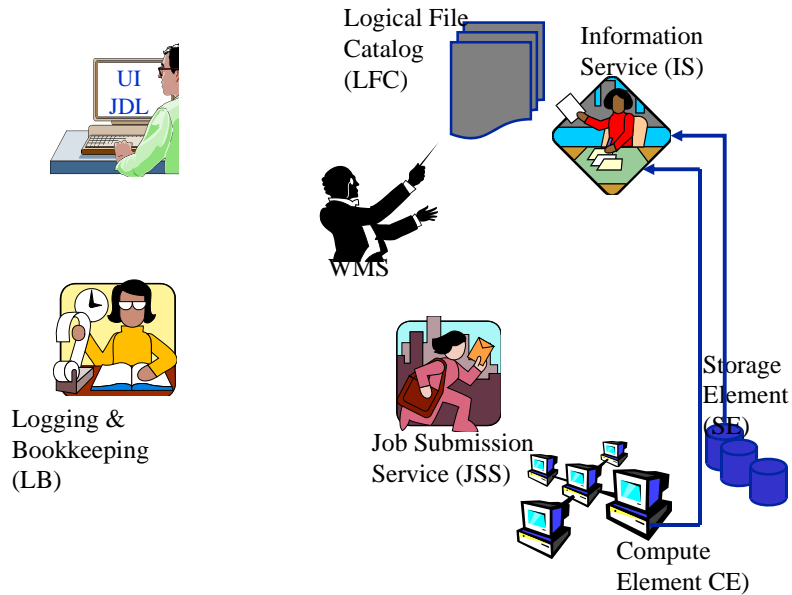 Logical File
Catalog
(LFC)
Information
Service (IS)
UI
JDL
WMS
Storage
Element
(SE)
Logging &
Bookkeeping
(LB)
Job Submission
Service (JSS)
Compute
Element CE)